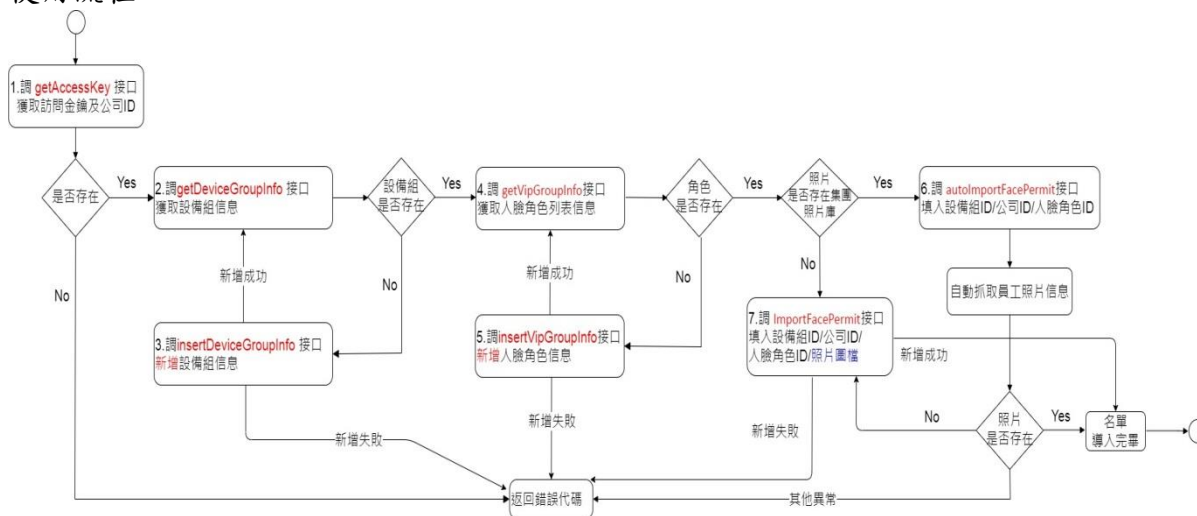 使用流程
1.調 getAccessKey 接口
獲取訪問金鑰及公司ID
是否存在
Yes
No
2.調getDeviceGroupInfo 接口
獲取設備組信息
新增成功
3.調insertDeviceGroupInfo 接口
新增設備組信息
新增失敗
設備組
是否存在
Yes
No
4.調 getVipGroupInfo接口
獲取人臉角色列表信息
新增成功
5.調insertVipGroupInfo接口
新增人臉角色信息
新增失敗
角色
是否存在
Yes
No
照片
是否存在集團
照片庫
Yes
No
6.調 autoImportFacePermit接口
填入設備組ID/公司ID/人臉角色ID
自動抓取員工照片信息
7.調 ImportFacePermit接口
填入設備組ID/公司ID/
人臉角色ID/照片圖檔
新增成功
新增失敗
照片
是否存在
No
Yes
名單
導入完畢
其他異常
返回錯誤代碼